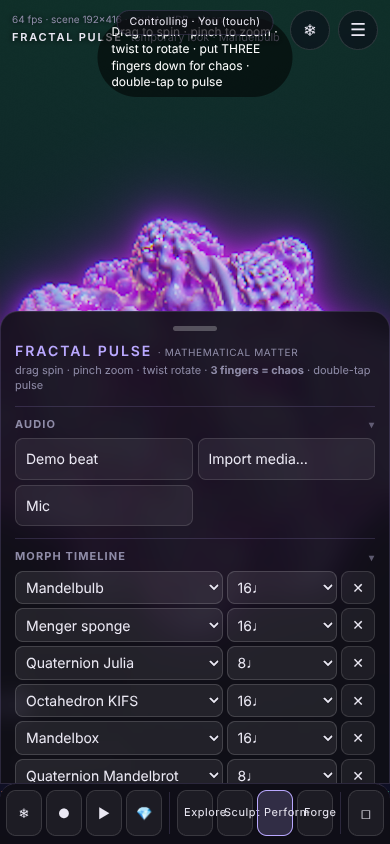 64 fps · scene 192×416
Controlling · You (touch)
Drag to spin · pinch to zoom ·
FRACTAL PULSE
twist to rotate · put THREE
fingers down for chaos ·
double-tap to pulse
FRACTAL PULSE · MATHEMATICAL MATTER
drag spin · pinch zoom · twist rotate · 3 fingers = chaos · double-tap
pulse
AUDIO
Demo beat
Import media...
Mic
MORPH TIMELINE
Mandelbulb 16♩ ✕
Menger sponge 16♩ ✕
Quaternion Julia 8♩ ✕
Octahedron KIFS 16♩ ✕
Mandelbox 16♩ ✕
Quaternion Mandelbrot 8♩ ✕
Explore Sculpt Perform Forge